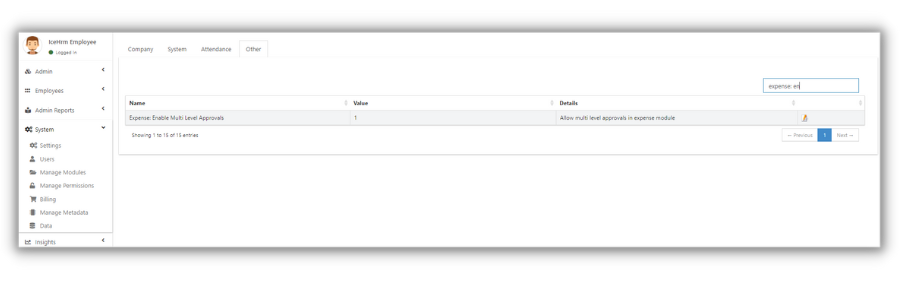 IceHrm Employee
Logged In
Admin
Employees
Admin Reports
System
Settings
Users
Manage Modules
Manage Permissions
Billing
Manage Metadata
Data
Insights
Company System Attendance Other
expense: en
Name Value Details
Expense: Enable Multi Level Approvals 1 Allow multi level approvals in expense module
Showing 1 to 15 of 15 entries
← Previous 1 Next →